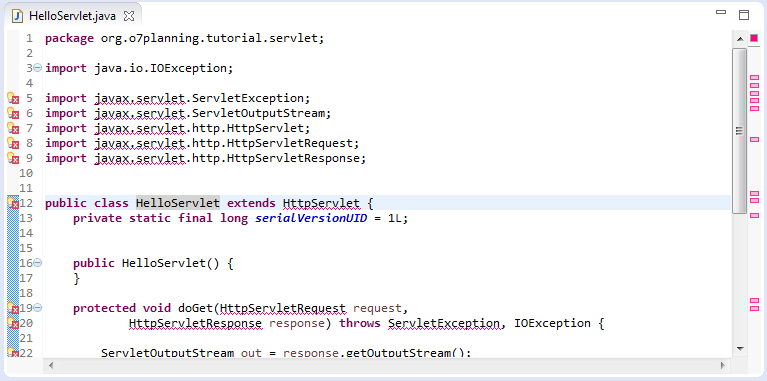 HelloServlet.java
1 package org.o7planning.tutorial.servlet;
2
3 import java.io.IOException;
4
5 import javax.servlet.ServletException;
6 import javax.servlet.ServletOutputStream;
7 import javax.servlet.http.HttpServlet;
8 import javax.servlet.http.HttpServletRequest;
9 import javax.servlet.http.HttpServletResponse;
10
11
12 public class HelloServlet extends HttpServlet {
13 private static final long serialVersionUID = 1L;
14
15
16 public HelloServlet() {
17 }
18
19 protected void doGet(HttpServletRequest request,
20 HttpServletResponse response) throws ServletException, IOException {
21
22 ServletOutputStream out = response.getOutputStream();